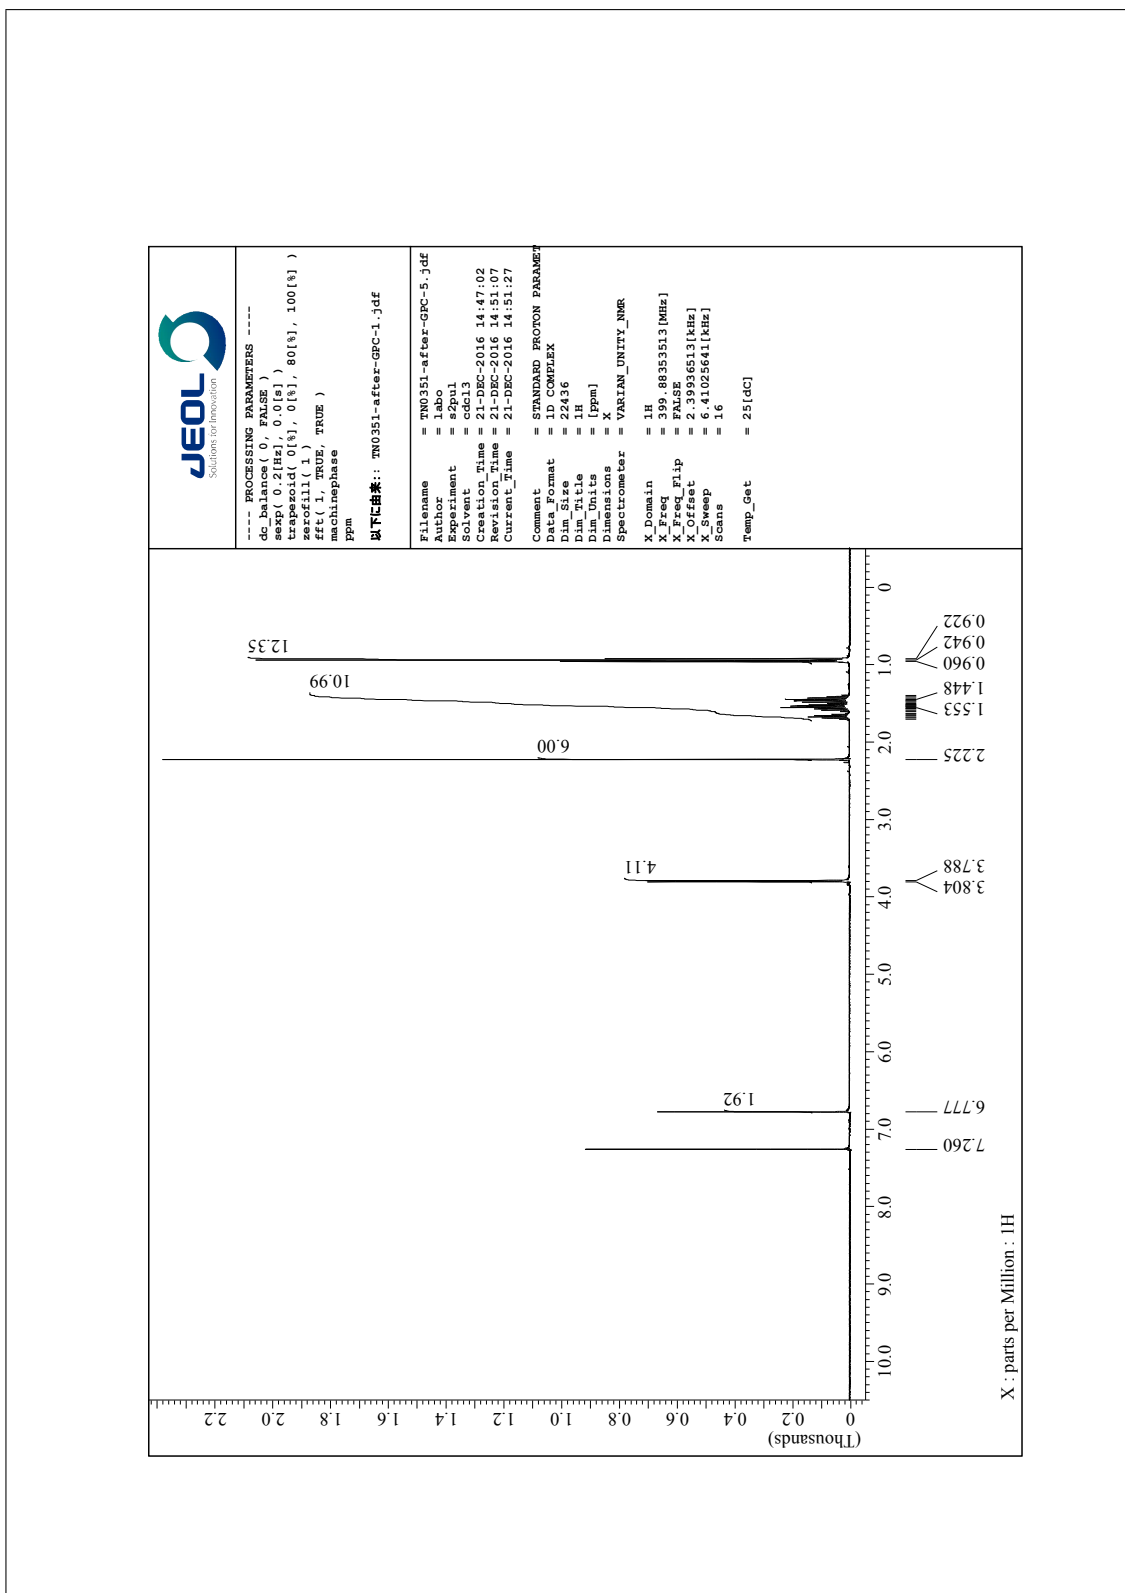 JEOL
Solutions for Innovation
---- PROCESSING PARAMETERS ----
dc_balance( 0, FALSE )
sexp( 0.2[Hz], 0.0[s] )
trapezoid( 0[%], 0[%], 80[%], 100[%] )
zerofill( 1 )
fft( 1, TRUE, TRUE )
machinephase
ppm
以下に由来:: TN0351-after-GPC-1.jdf
Filename = TN0351-after-GPC-5.jdf
Author = labo
Experiment = s2pul
Solvent = cdcl3
Creation_Time = 21-DEC-2016 14:47:02
Revision_Time = 21-DEC-2016 14:51:07
Current_Time = 21-DEC-2016 14:51:27
Comment = STANDARD PROTON PARAMET
Data_Format = 1D COMPLEX
Dim_Size = 22436
Dim_Title = 1H
Dim_Units = [ppm]
Dimensions = X
Spectrometer = VARIAN_UNITY_NMR
X_Domain = 1H
X_Freq = 399.88353513[MHz]
X_Freq_Flip = FALSE
X_Offset = 2.39936513[kHz]
X_Sweep = 6.41025641[kHz]
Scans = 16
Temp_Get = 25[dC]
(Thousands)
0 0.2 0.4 0.6 0.8 1.0 1.2 1.4 1.6 1.8 2.0 2.2
1.92
4.11
6.00
10.99
12.35
10.0 9.0 8.0 7.0 6.0 5.0 4.0 3.0 2.0 1.0 0
7.260
6.777
3.804
3.788
2.225
1.553
1.448
0.960
0.942
0.922
X : parts per Million : 1H